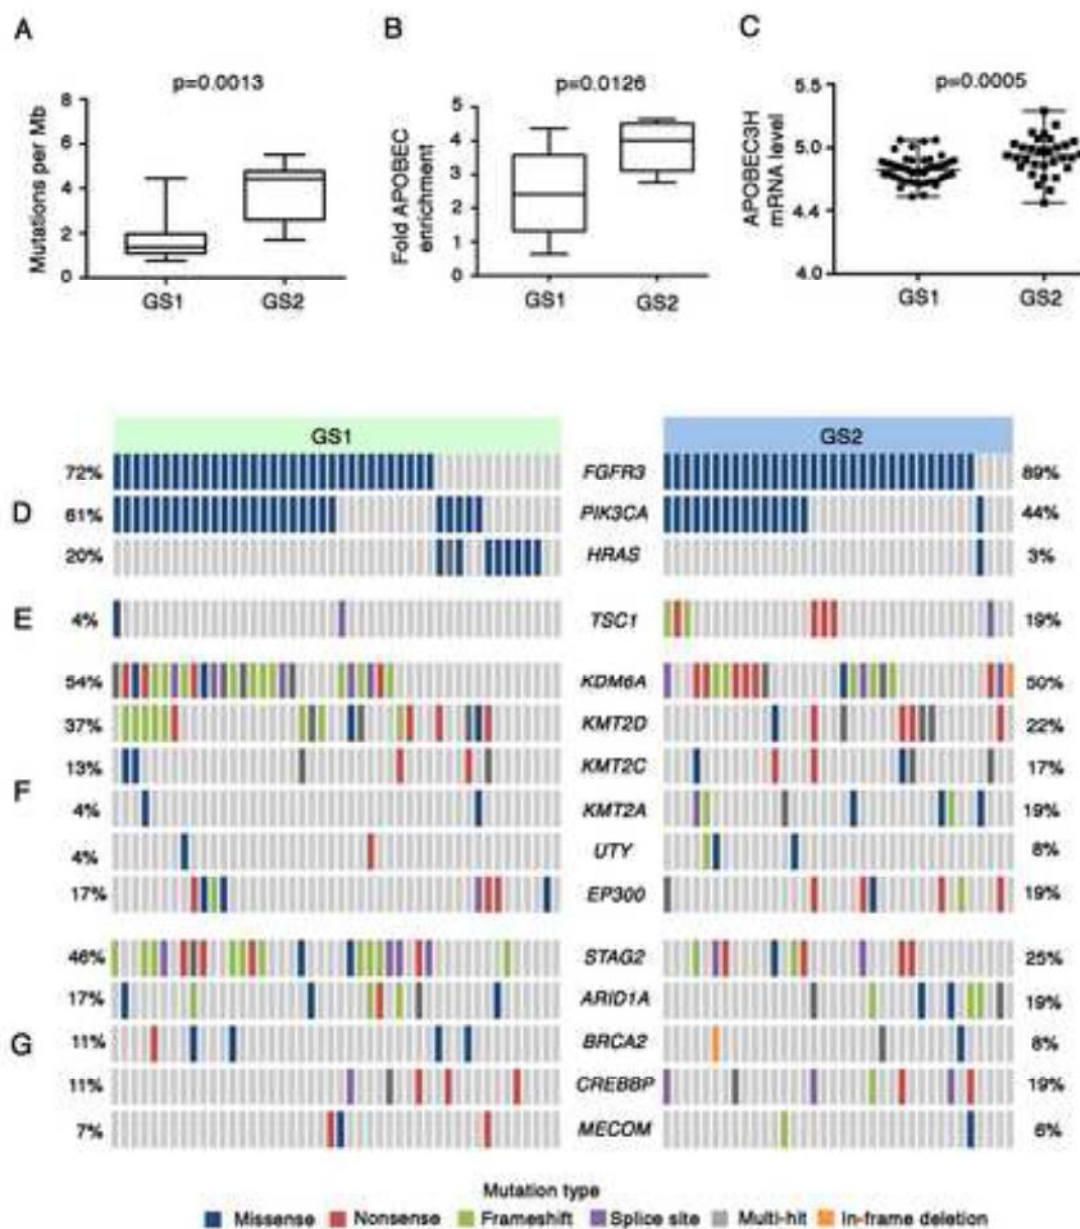 A
B
C
p=0.0013
p=0.0126
p=0.0005
Mutations per Mb
8
6
4
2
0
GS1 GS2
Fold APOBEC
enrichment
5
4
3
2
1
0
GS1 GS2
APOBEC3H
mRNA level
5.5
5.0
4.4
4.0
GS1 GS2
GS1 GS2
72% FGFR3 89%
D 61% PIK3CA 44%
20% HRAS 3%
E 4% TSC1 19%
54% KDM6A 50%
37% KMT2D 22%
13% KMT2C 17%
F
4% KMT2A 19%
4% UTY 8%
17% EP300 19%
46% STAG2 25%
17% ARID1A 19%
G 11% BRCA2 8%
11% CREBBP 19%
7% MECOM 6%
Mutation type
Missense Nonsense Frameshift Splice site Multi-hit In-frame deletion